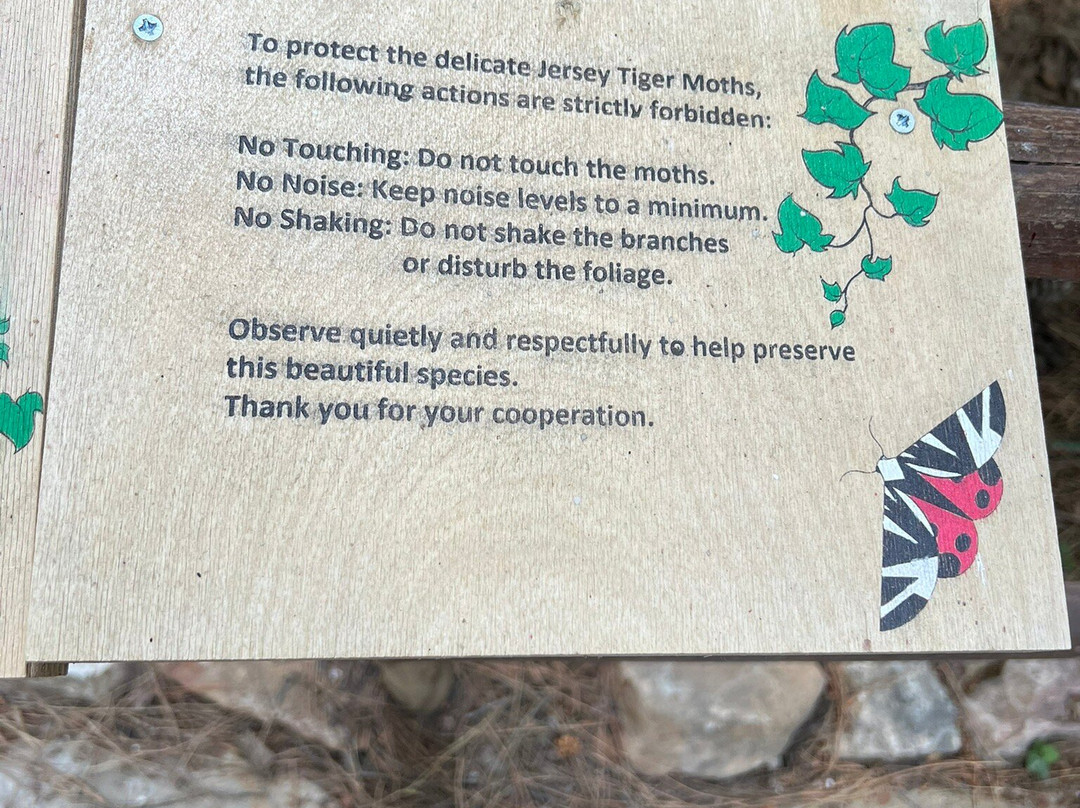 To protect the delicate Jersey Tiger Moths,
the following actions are strictly forbidden:
No Touching: Do not touch the moths.
No Noise: Keep noise levels to a minimum.
No Shaking: Do not shake the branches
or disturb the foliage.
Observe quietly and respectfully to help preserve
this beautiful species.
Thank you for your cooperation.